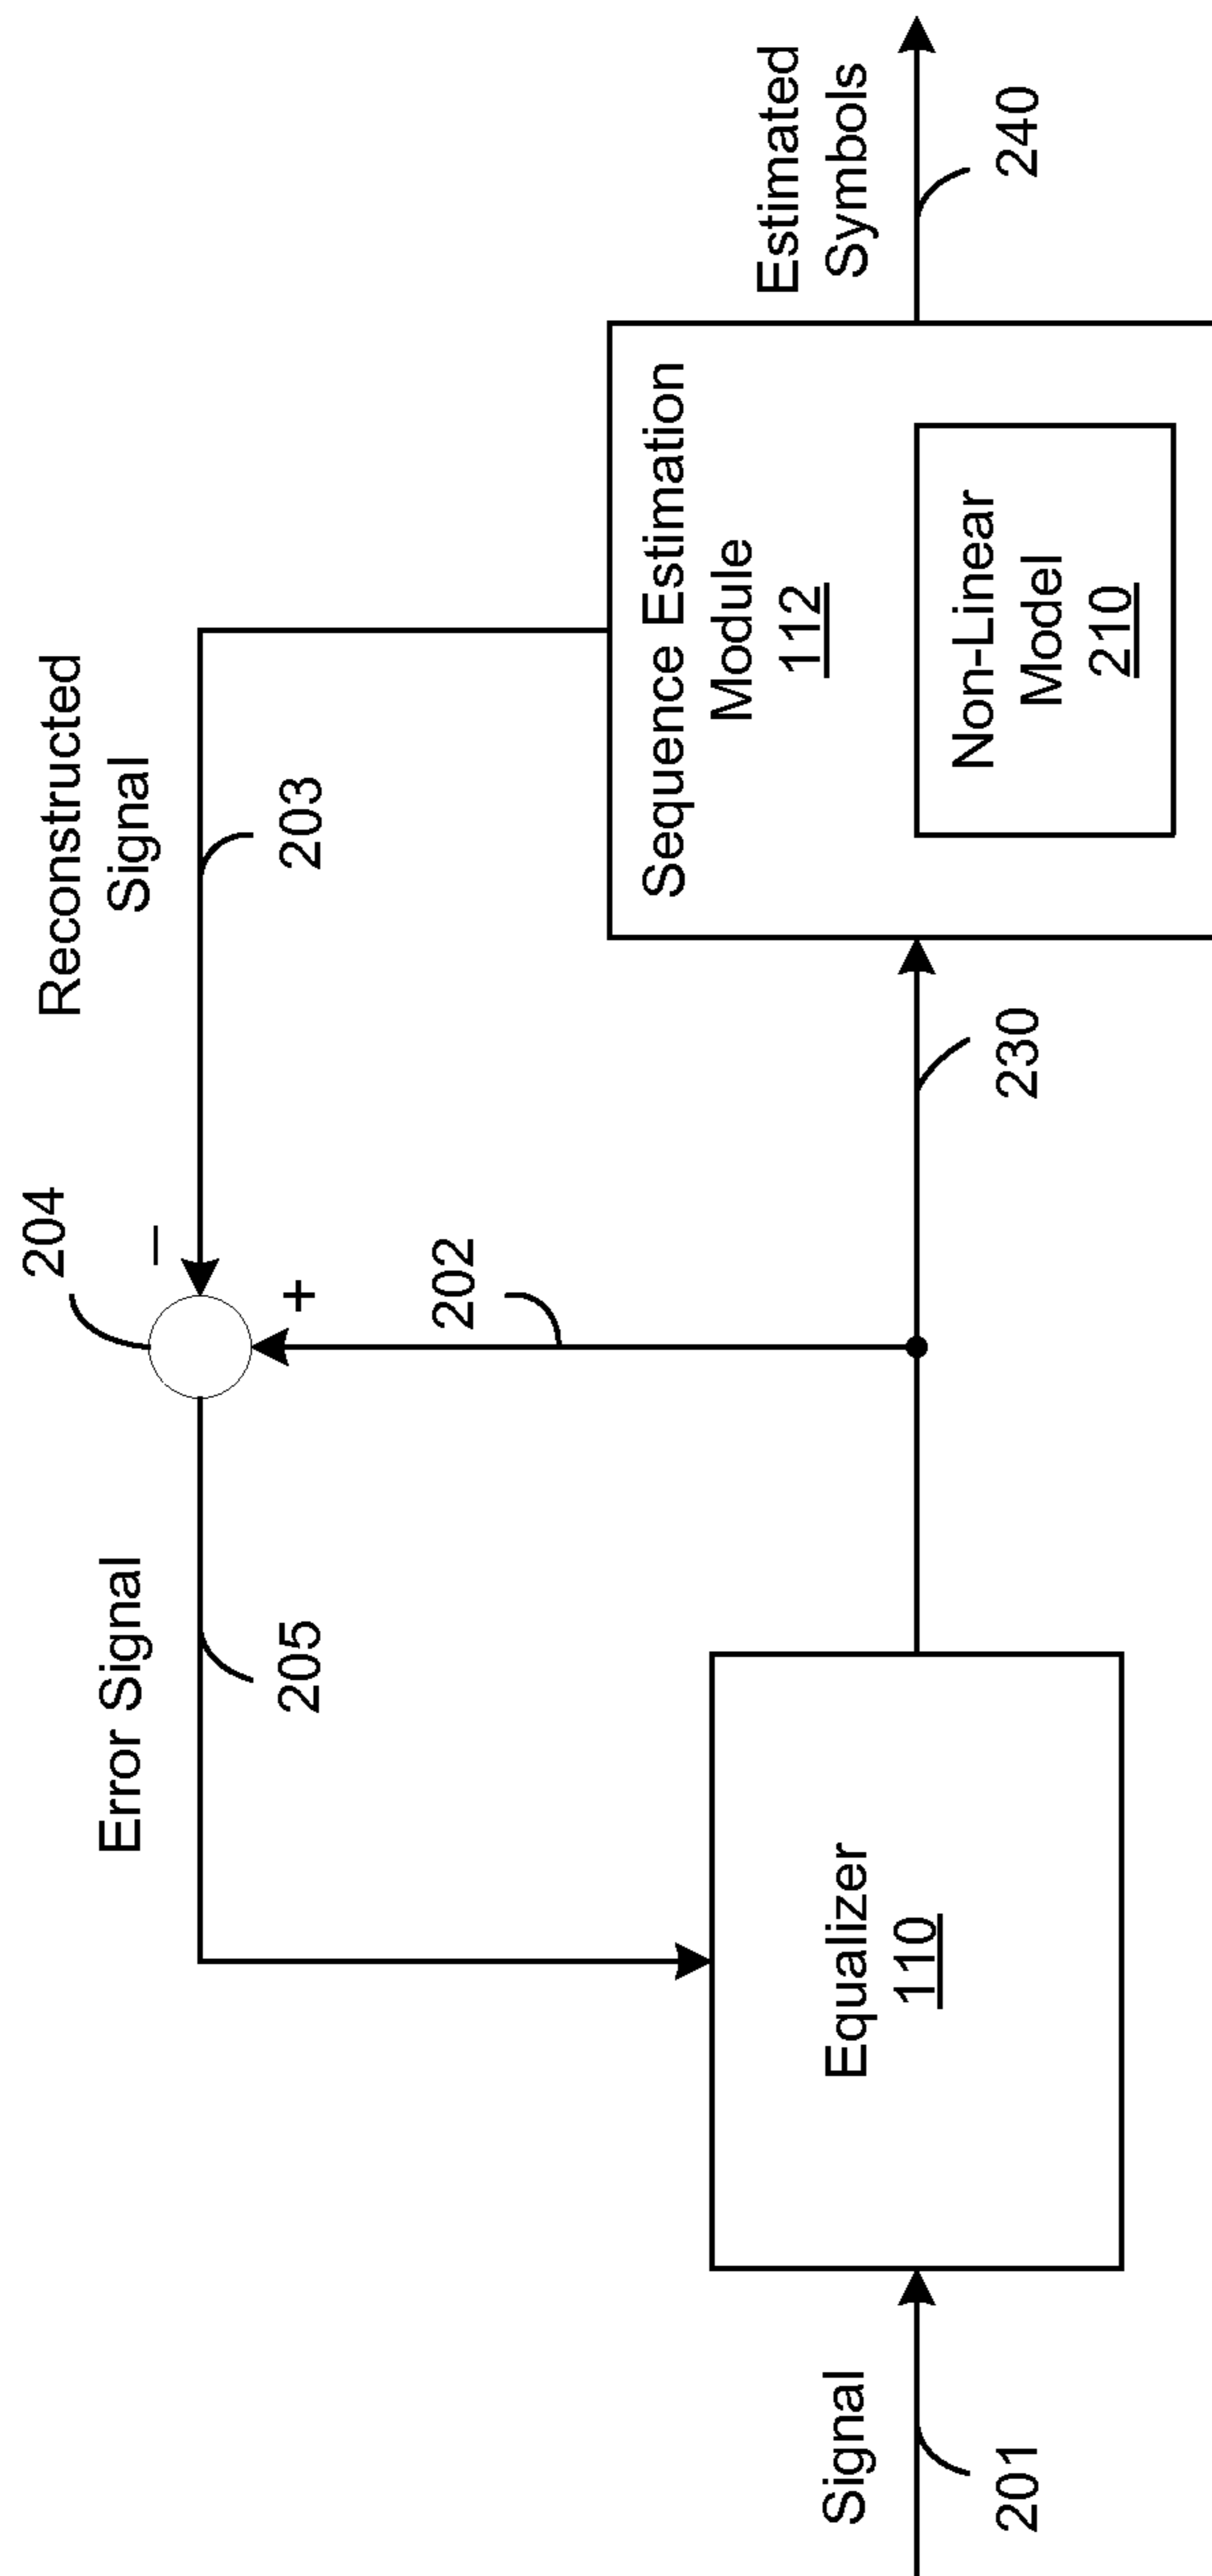 Reconstructed
Signal
203
204
–
+
202
Error Signal
205
Signal
201
Equalizer
110
230
Sequence Estimation
Module
112
Non-Linear
Model
210
Estimated
Symbols
240